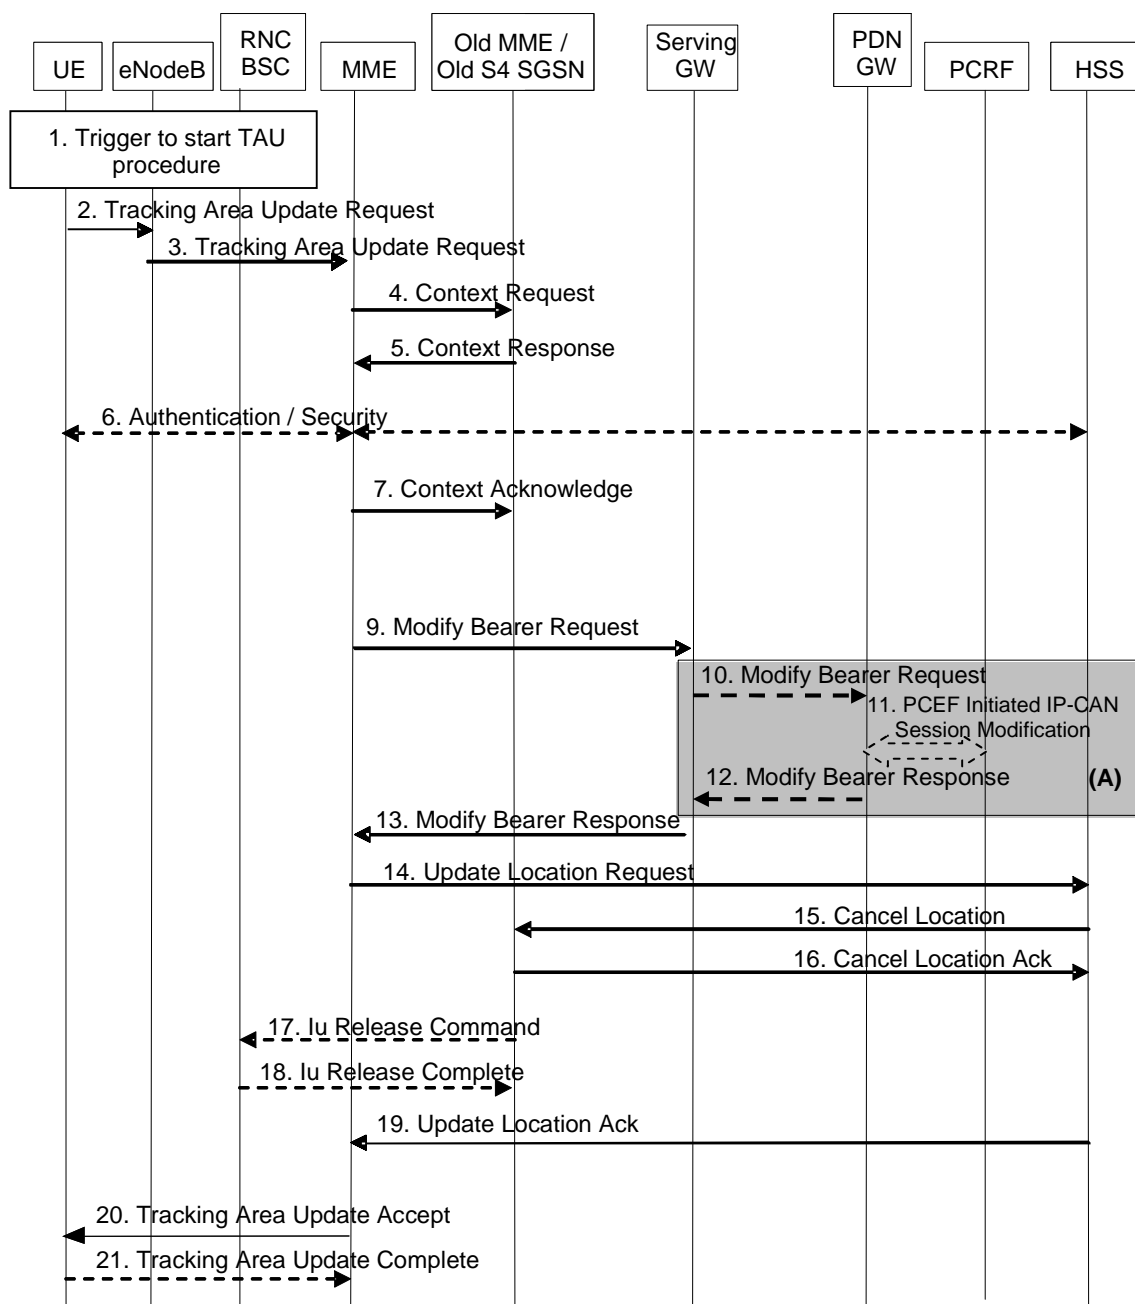 UE
eNodeB
RNC
BSC
MME
Old MME /
Old S4 SGSN
Serving
GW
PDN
GW
PCRF
HSS
1. Trigger to start TAU
procedure
2. Tracking Area Update Request
3. Tracking Area Update Request
4. Context Request
5. Context Response
6. Authentication / Security
7. Context Acknowledge
9. Modify Bearer Request
10. Modify Bearer Request
11. PCEF Initiated IP-CAN
Session Modification
12. Modify Bearer Response
(A)
13. Modify Bearer Response
14. Update Location Request
15. Cancel Location
16. Cancel Location Ack
17. Iu Release Command
18. Iu Release Complete
19. Update Location Ack
20. Tracking Area Update Accept
21. Tracking Area Update Complete